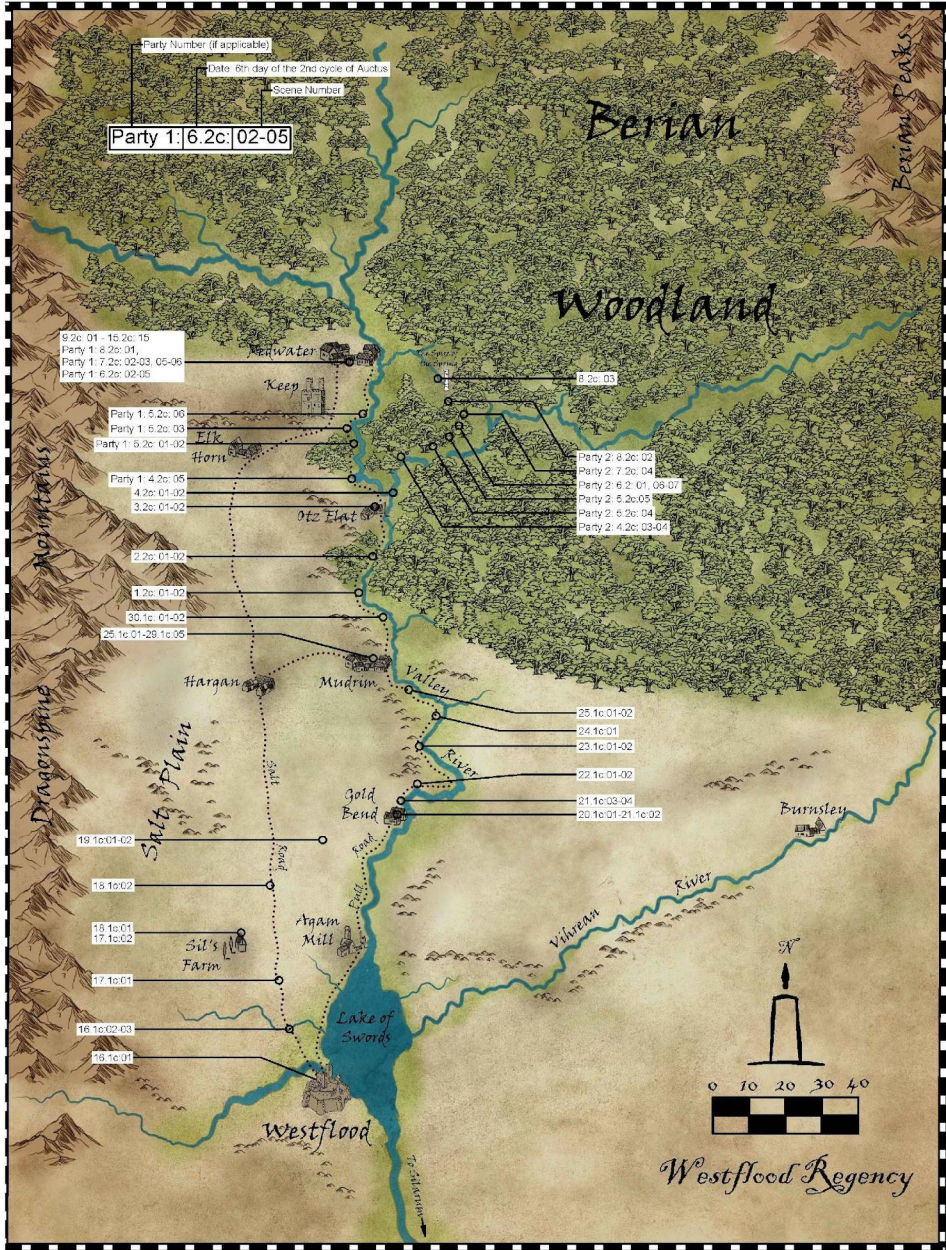 Party Number (if applicable)
Date: 6th day of the 2nd cycle of Auctus
Scene Number
Party 1: 6.2c: 02-05
Berian
Berian Peaks
Woodland
9.2c: 01 - 15.2c: 15
Party 1: 8.2c: 01,
Party 1: 7.2c: 02-03, 05-06
Party 1: 6.2c: 02-05
Keep
8.2c: 03
Party 1: 5.2c: 06
Party 1: 5.2c: 03
Party 1: 5.2c: 01-02
Elk
Horn
Party 2: 8.2c: 02
Party 2: 7.2c: 04
Party 2: 6.2: 01, 06-07
Party 2: 5.2c:05
Party 2: 5.2c: 04
Party 2: 4.2c: 03-04
Party 1: 4.2c: 05
4.2c: 01-02
3.2c: 01-02
Otz Flat
Dragonspine Mountains
2.2c: 01-02
1.2c: 01-02
30.1c: 01-02
25.1c:01-29.1c:05
Hargan
Mudrim
Valley
River
25.1c:01-02
24.1c:01
23.1c:01-02
22.1c:01-02
21.1c:03-04
20.1c:01-21.1c:02
Salt Plain
Salt
Road
Gold
Bend
Road
Burnsley
19.1c:01-02
18.1c:02
18.1c:01
17.1c:02
Sil's
Farm
Agam
Mill
Vihrean
River
17.1c:01
16.1c:02-03
16.1c:01
Lake of
Swords
Westflood
N
0 10 20 30 40
Westflood Regency